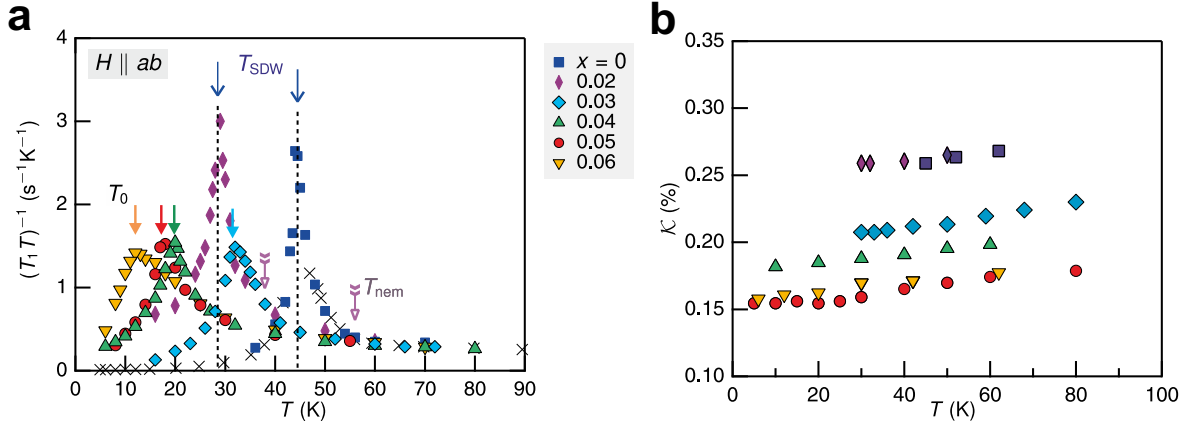 a
H || ab
T_SDW
T_0
T_nem
(T_1T)^{-1} (s^{-1}K^{-1})
4
3
2
1
0
0 10 20 30 40 50 60 70 80 90
T (K)
x = 0
0.02
0.03
0.04
0.05
0.06
b
K (%)
0.35
0.30
0.25
0.20
0.15
0.10
0 20 40 60 80 100
T (K)